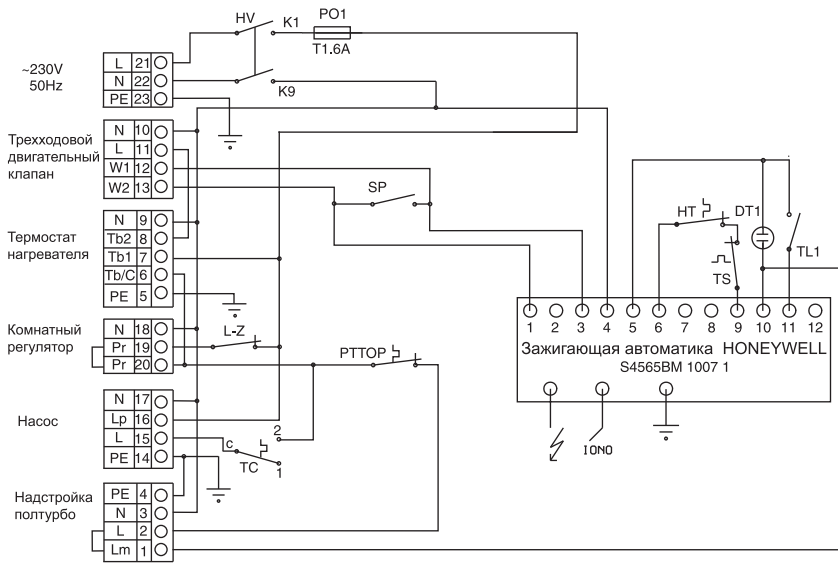 HV
K1
PO1
T1.6A
K9
~230V
50Hz
L 21
N 22
PE 23
Трехходовой
двигательный
клапан
N 10
L 11
W1 12
W2 13
SP
Термостат
нагревателя
N 9
Tb2 8
Tb1 7
Tb/C 6
PE 5
HT
DT1
TS
TL1
Комнатный
регулятор
N 18
Pr 19
Pr 20
L-Z
PTTOP
1 2 3 4 5 6 7 8 9 10 11 12
Зажигающая автоматика HONEYWELL
S4565BM 1007 1
IONO
Насос
N 17
Lp 16
L 15
PE 14
c
2
TC
1
Надстройка
полтурбо
PE 4
N 3
L 2
Lm 1